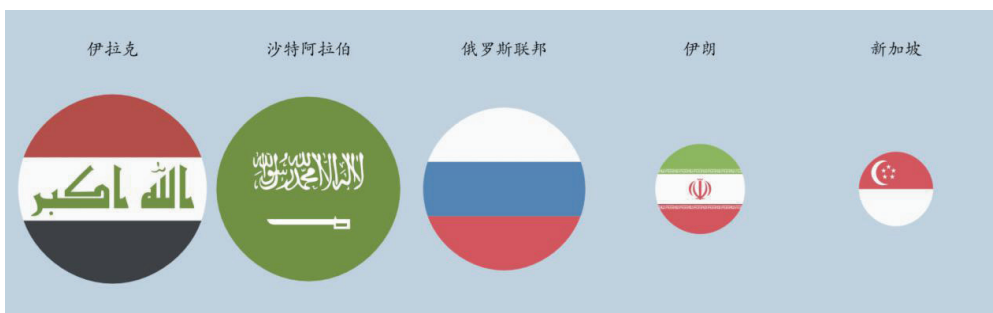 伊拉克
沙特阿拉伯
俄罗斯联邦
伊朗
新加坡
الله اكبر
لا إله إلا الله محمد رسول الله